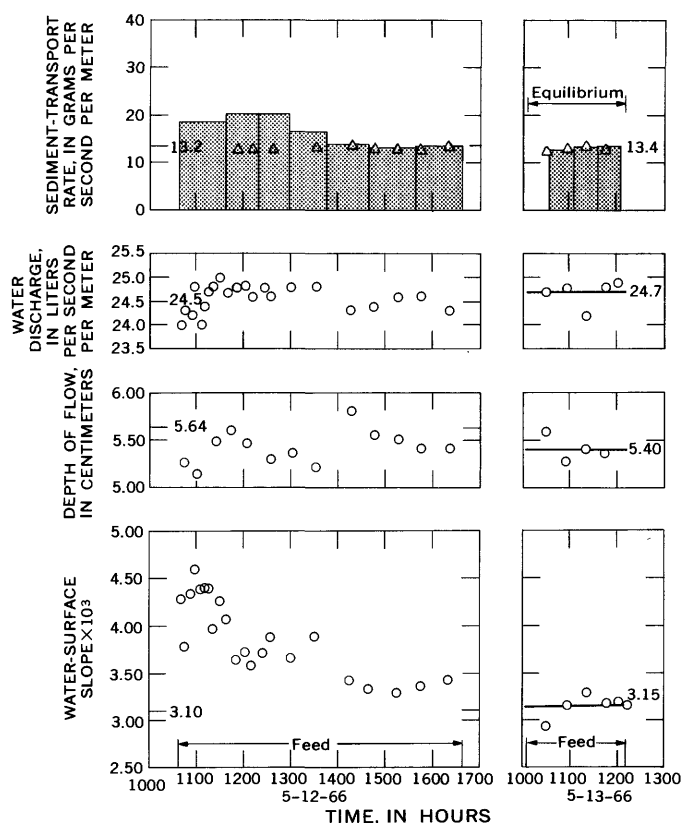 SEDIMENT-TRANSPORT
RATE, IN GRAMS PER
SECOND PER METER
40
30
20
10
0
13.2
Equilibrium
13.4
WATER
DISCHARGE,
IN LITERS
PER SECOND
PER METER
25.5
25.0
24.5
24.0
23.5
24.5
24.7
DEPTH OF FLOW,
IN CENTIMETERS
6.00
5.50
5.00
5.64
5.40
WATER-SURFACE
SLOPE×10³
5.00
4.50
4.00
3.50
3.00
2.50
3.10
3.15
Feed
Feed
1000 1100 1200 1300 1400 1500 1600 1700
1000 1100 1200 1300
5-12-66
5-13-66
TIME, IN HOURS